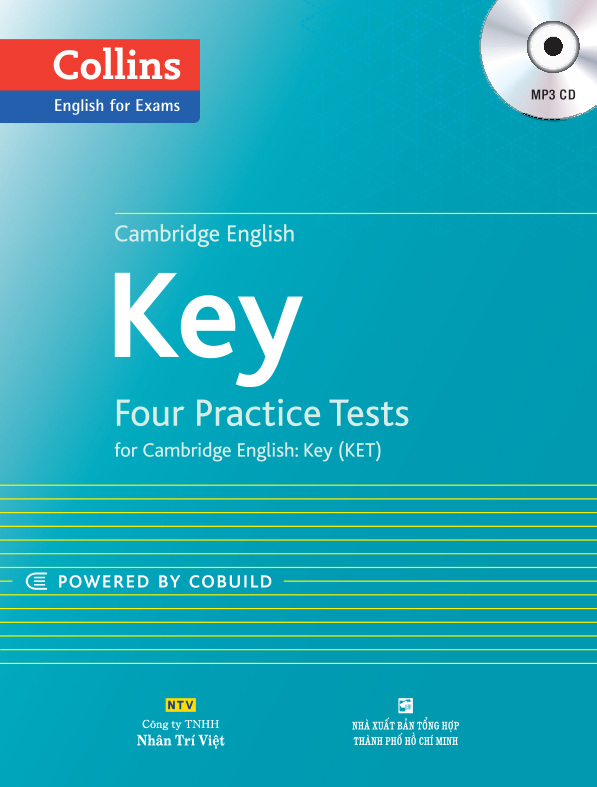 Collins
English for Exams
MP3 CD
Cambridge English
Key
Four Practice Tests
for Cambridge English: Key (KET)
POWERED BY COBUILD
NTV
Công ty TNHH
Nhân Trí Việt
NHÀ XUẤT BẢN TỔNG HỢP
THÀNH PHỐ HỒ CHÍ MINH